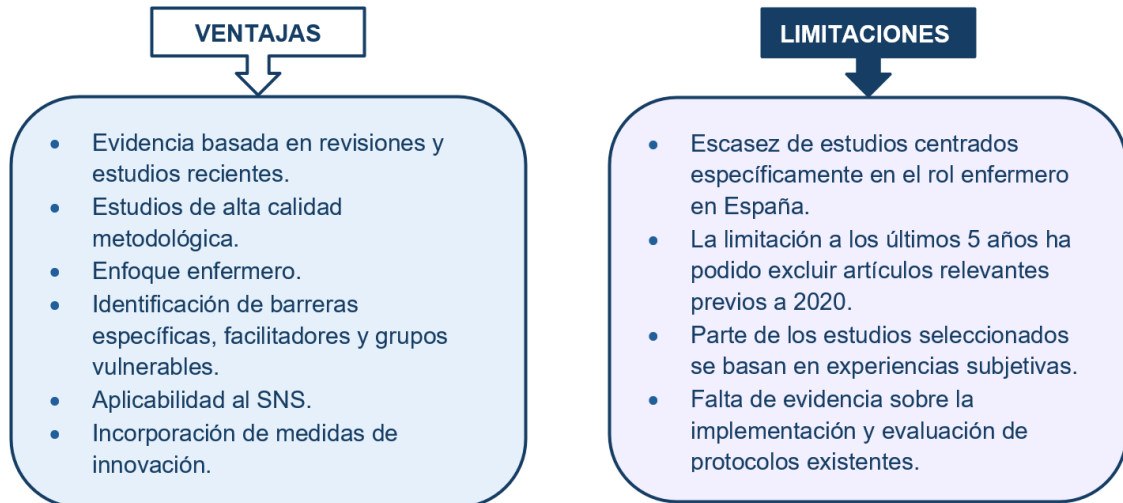 VENTAJAS
• Evidencia basada en revisiones y
estudios recientes.
• Estudios de alta calidad
metodológica.
• Enfoque enfermero.
• Identificación de barreras
específicas, facilitadores y grupos
vulnerables.
• Aplicabilidad al SNS.
• Incorporación de medidas de
innovación.
LIMITACIONES
• Escasez de estudios centrados
específicamente en el rol enfermero
en España.
• La limitación a los últimos 5 años ha
podido excluir artículos relevantes
previos a 2020.
• Parte de los estudios seleccionados
se basan en experiencias subjetivas.
• Falta de evidencia sobre la
implementación y evaluación de
protocolos existentes.